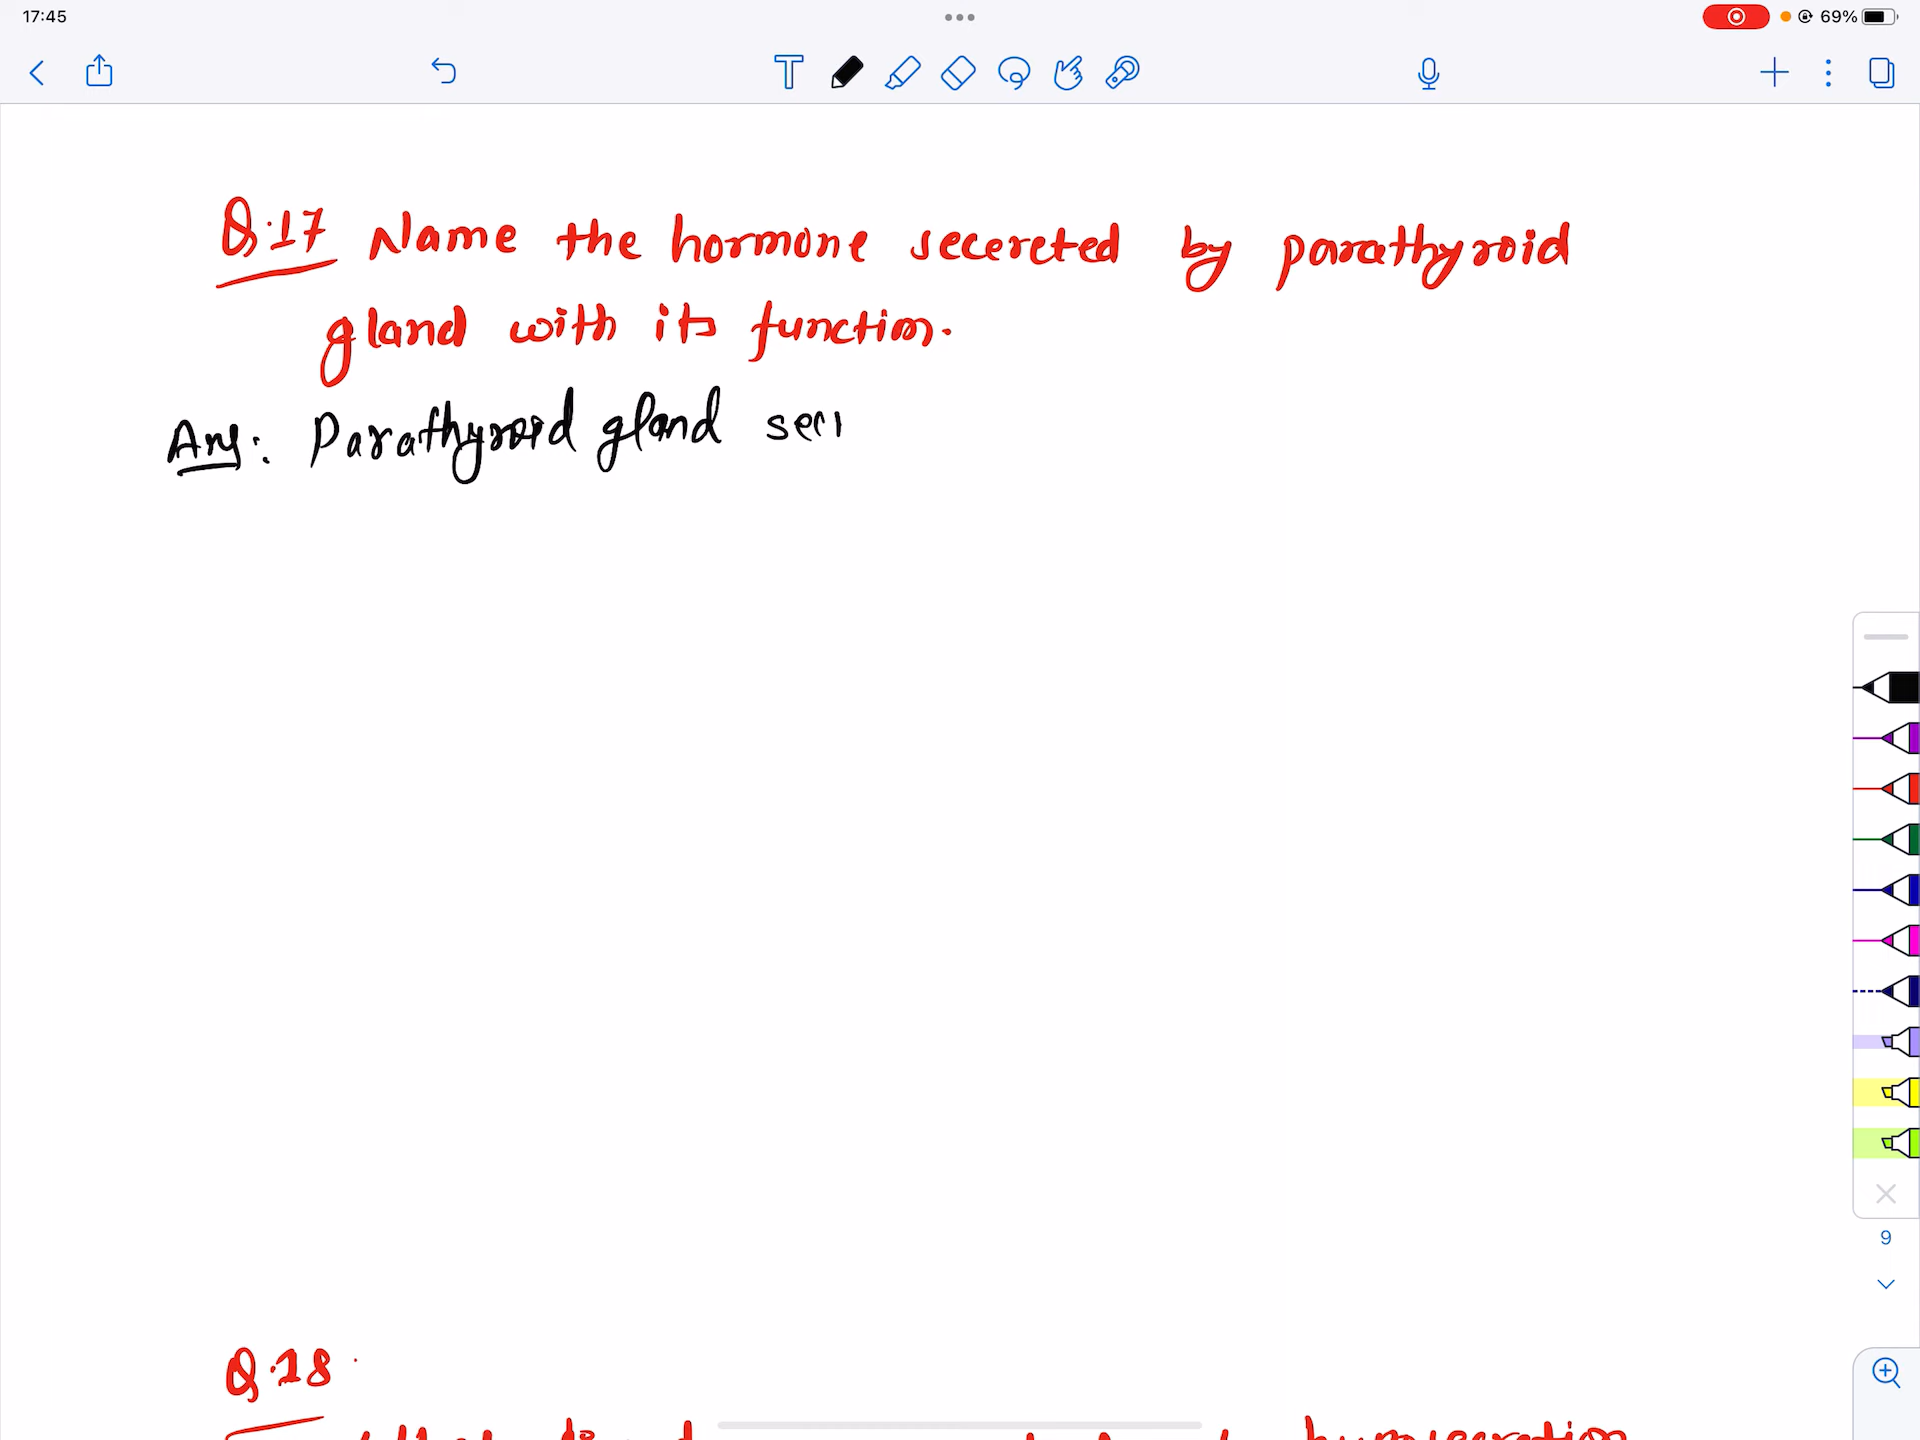 17:45
69%
Q.17 Name the hormone secereted by parathyroid
gland with its function.
Ans: Parathyroid gland secr
9
Q.18